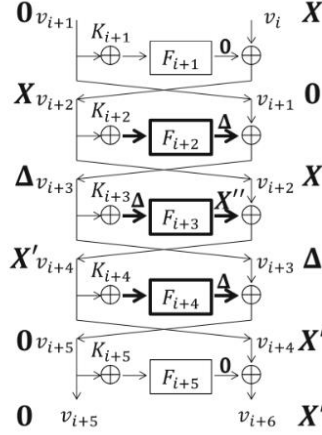 0 v_{i+1} v_i X
K_{i+1} F_{i+1} 0
X v_{i+2} v_{i+1} 0
K_{i+2} F_{i+2} Δ
Δ v_{i+3} v_{i+2} X
K_{i+3} Δ F_{i+3} X''
X' v_{i+4} v_{i+3} Δ
K_{i+4} F_{i+4} Δ
0 v_{i+5} v_{i+4} X'
K_{i+5} F_{i+5} 0
0 v_{i+5} v_{i+6} X'